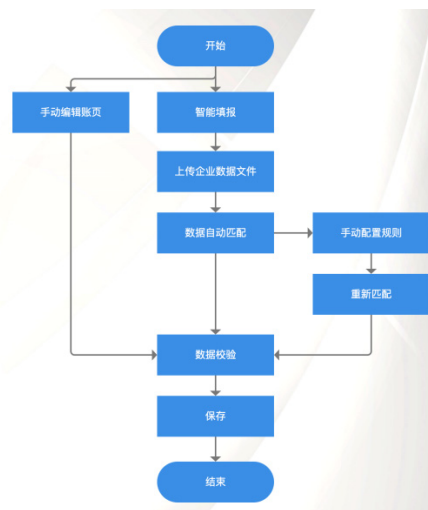 开始
手动编辑账页
智能填报
上传企业数据文件
数据自动匹配
手动配置规则
重新匹配
数据校验
保存
结束